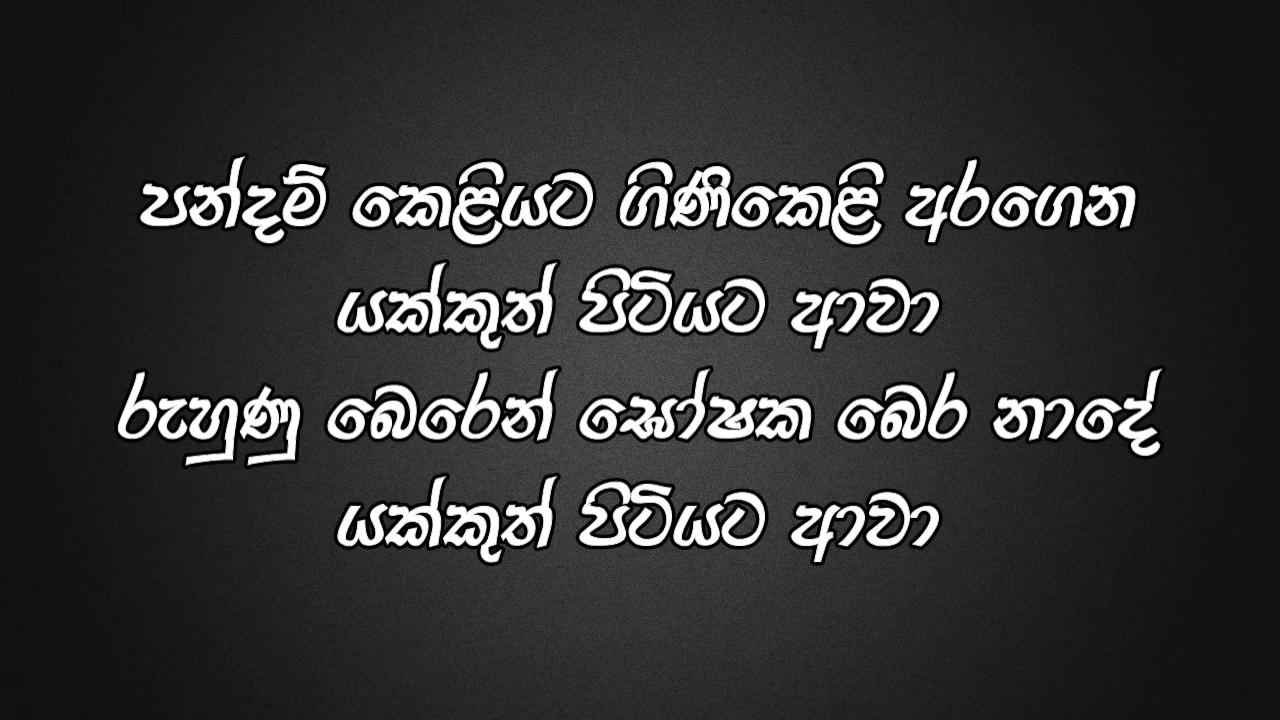 පන්දම් කෙළියට ගිණිකෙළි අරගෙන
යක්කුත් පිටියට ආවා
රුහුණු බෙරෙන් ඝෝෂක බෙර නාදේ
යක්කුත් පිටියට ආවා